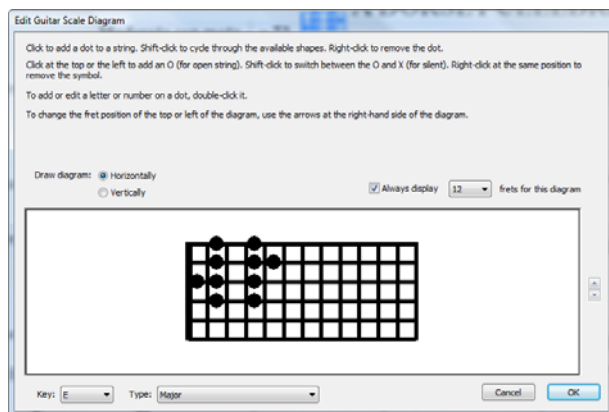 Edit Guitar Scale Diagram
Click to add a dot to a string. Shift-click to cycle through the available shapes. Right-click to remove the dot.
Click at the top or the left to add an O (for open string). Shift-click to switch between the O and X (for silent). Right-click at the same position to
remove the symbol.
To add or edit a letter or number on a dot, double-click it.
To change the fret position of the top or left of the diagram, use the arrows at the right-hand side of the diagram.
Draw diagram: Horizontally
Vertically
Always display 12 frets for this diagram
Key: E Type: Major Cancel OK